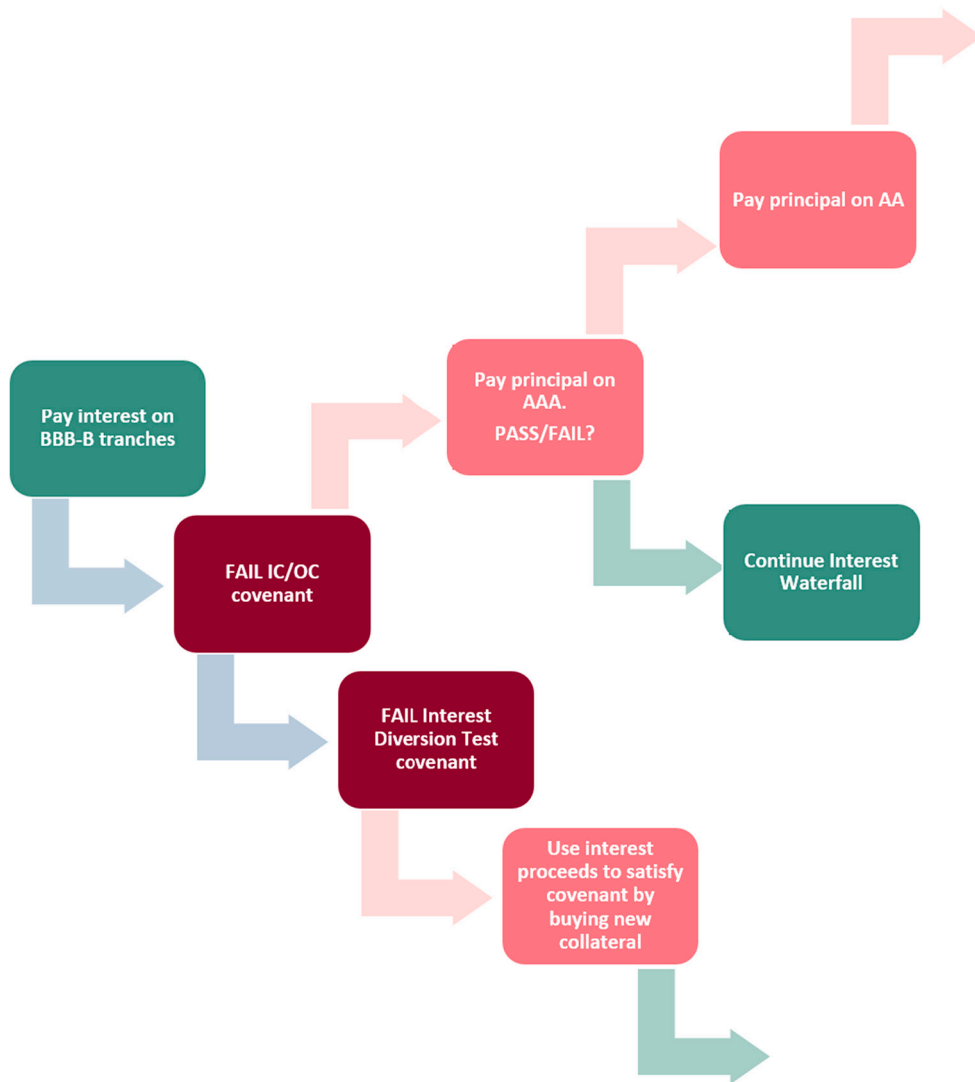 Pay principal on AA
Pay principal on
AAA.
PASS/FAIL?
Pay interest on
BBB-B tranches
Continue Interest
Waterfall
FAIL IC/OC
covenant
FAIL Interest
Diversion Test
covenant
Use interest
proceeds to satisfy
covenant by
buying new
collateral